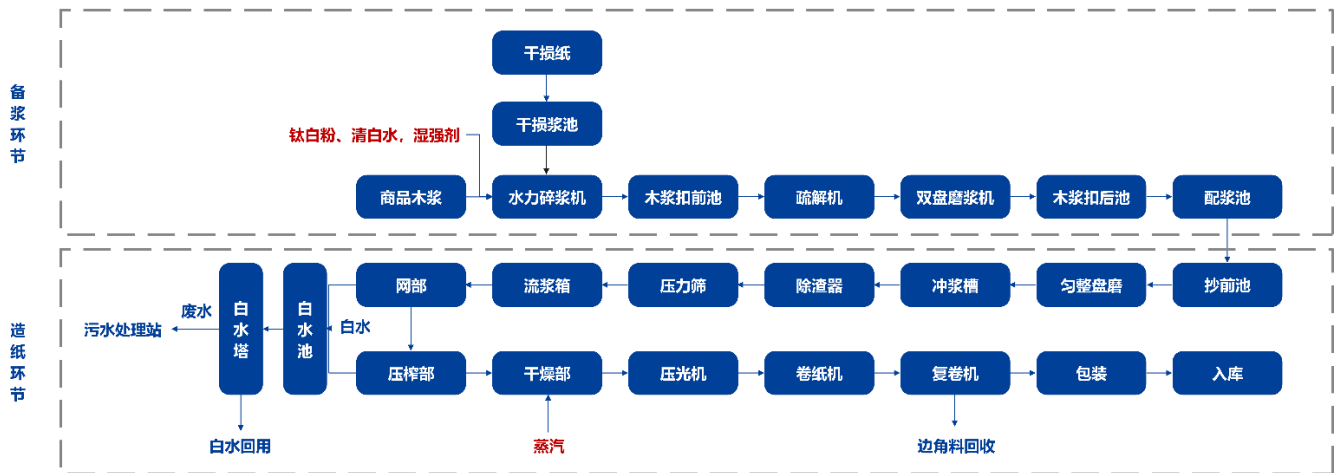 备浆环节
干损纸
干损浆池
钛白粉、清白水，湿强剂
商品木浆
水力碎浆机
木浆扣前池
疏解机
双盘磨浆机
木浆扣后池
配浆池
造纸环节
网部
流浆箱
压力筛
除渣器
冲浆槽
匀整盘磨
抄前池
污水处理站
废水
白水塔
白水池
白水
压榨部
干燥部
压光机
卷纸机
复卷机
包装
入库
白水回用
蒸汽
边角料回收